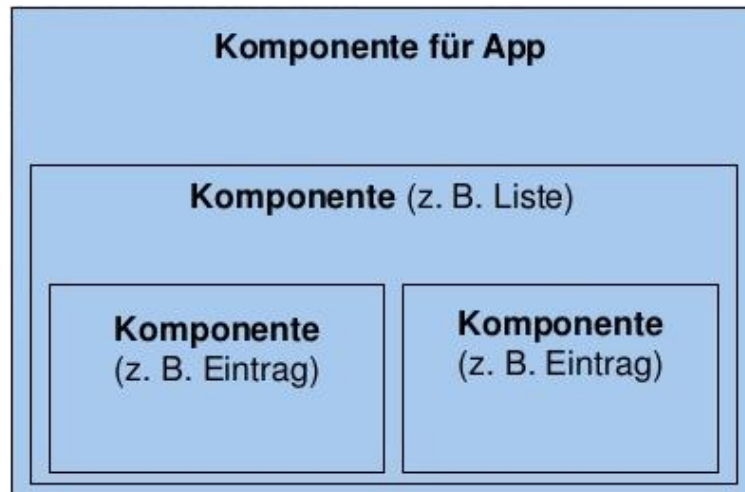 Komponente für App
Komponente (z. B. Liste)
Komponente
(z. B. Eintrag)
Komponente
(z. B. Eintrag)